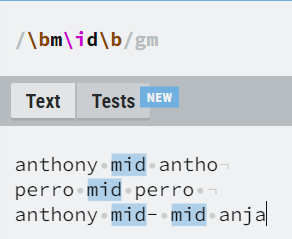 /\bm\id\b/gm
Text Tests NEW
anthony mid antho
perro mid perro
anthony mid- mid anja